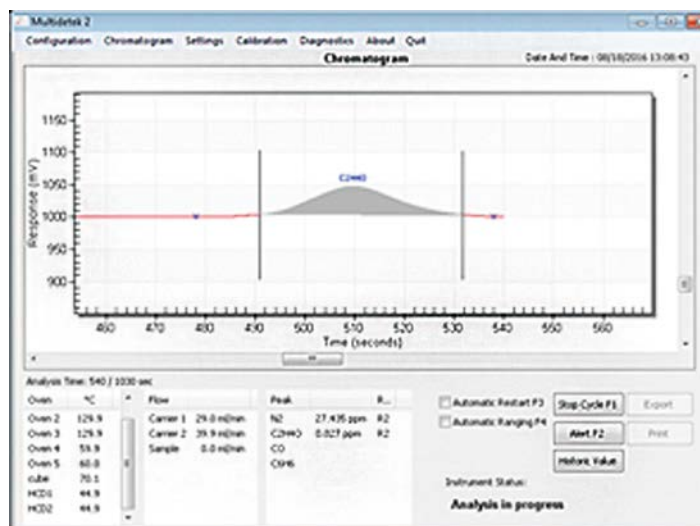 Multidetek 2
Configuration Chromatogram Settings Calibration Diagnostics About Quit
Chromatogram
Date And Time : 08/18/2016 13:08:43
Response (mV)
1150
1100
1050
1000
950
900
C2H4O
460 470 480 490 500 510 520 530 540 550 560
Time (seconds)
Analysis Time: 540 / 1030 sec
Oven °C
Oven 2 129.9
Oven 3 129.9
Oven 4 59.9
Oven 5 60.0
cube 70.1
HCD1 44.9
HCD2 44.9
Flow
Carrier 1 29.0 ml/min
Carrier 2 39.9 ml/min
Sample 0.0 ml/min
Peak R...
N2 27.435 ppm R2
C2H4O 0.027 ppm R2
CO
C6H6
Automatic Restart F3
Automatic Ranging F4
Stop Cycle F1
Export
Alert F2
Print
Historic Value
Instrument Status:
Analysis in progress